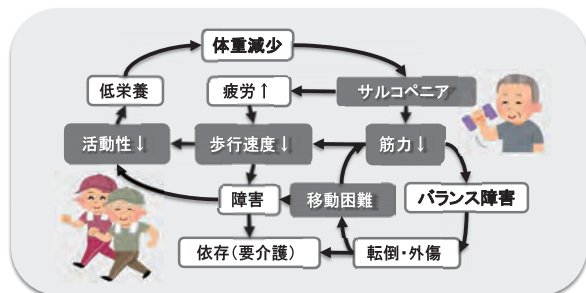 体重減少
低栄養
疲労↑
サルコペニア
活動性↓
歩行速度↓
筋力↓
障害
移動困難
バランス障害
依存(要介護)
転倒・外傷